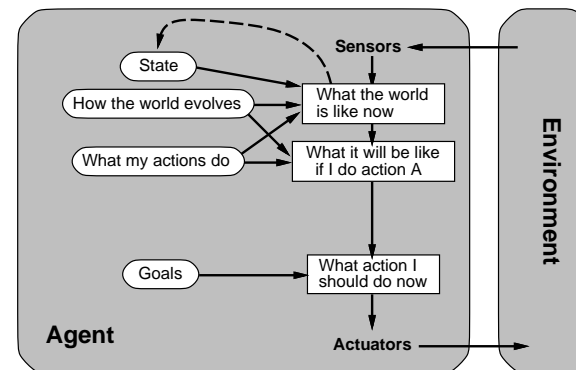 Sensors
State
What the world
is like now
How the world evolves
What my actions do
What it will be like
if I do action A
Goals
What action I
should do now
Agent
Actuators
Environment